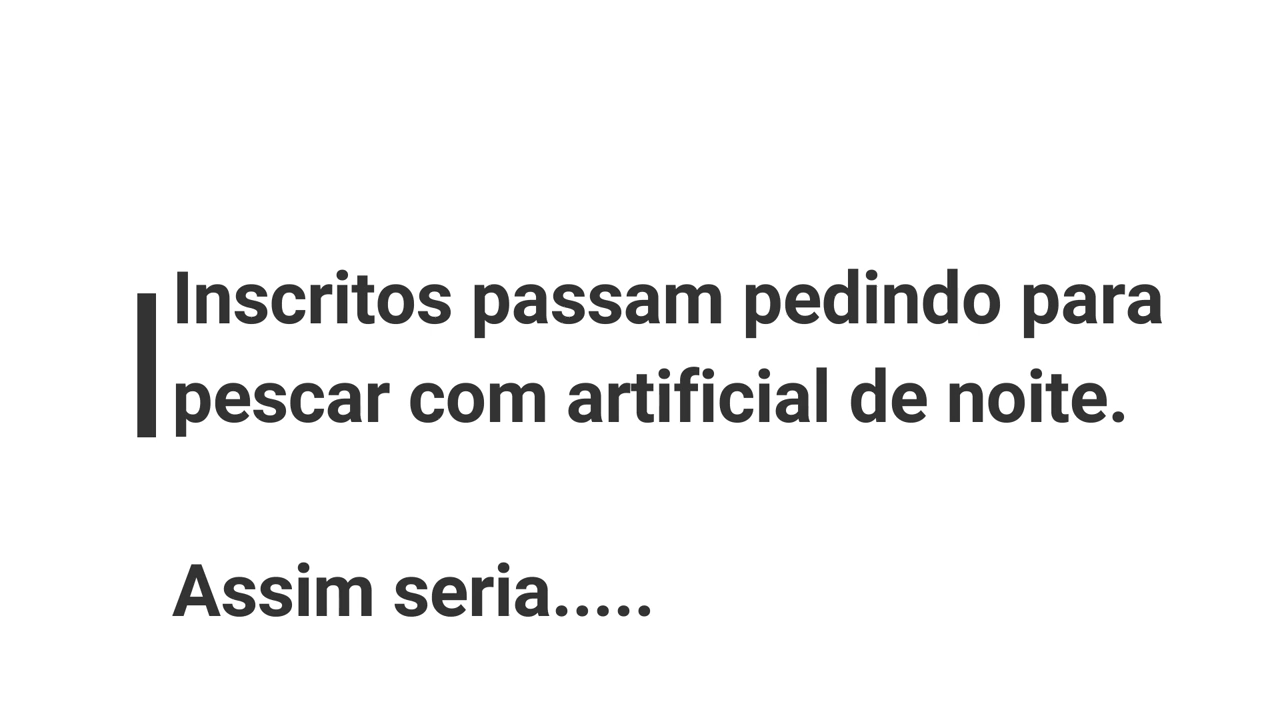 Inscritos passam pedindo para
pescar com artificial de noite.
Assim seria.....